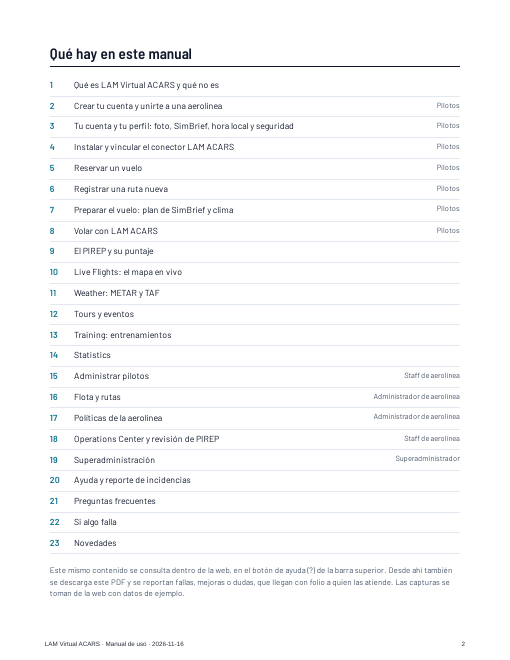 Qué hay en este manual
1 Qué es LAM Virtual ACARS y qué no es
2 Crear tu cuenta y unirte a una aerolínea Pilotos
3 Tu cuenta y tu perfil: foto, SimBrief, hora local y seguridad Pilotos
4 Instalar y vincular el conector LAM ACARS Pilotos
5 Reservar un vuelo Pilotos
6 Registrar una ruta nueva Pilotos
7 Preparar el vuelo: plan de SimBrief y clima Pilotos
8 Volar con LAM ACARS Pilotos
9 El PIREP y su puntaje
10 Live Flights: el mapa en vivo
11 Weather: METAR y TAF
12 Tours y eventos
13 Training: entrenamientos
14 Statistics
15 Administrar pilotos Staff de aerolínea
16 Flota y rutas Administrador de aerolínea
17 Políticas de la aerolínea Administrador de aerolínea
18 Operations Center y revisión de PIREP Staff de aerolínea
19 Superadministración Superadministrador
20 Ayuda y reporte de incidencias
21 Preguntas frecuentes
22 Si algo falla
23 Novedades
Este mismo contenido se consulta dentro de la web, en el botón de ayuda (?) de la barra superior. Desde ahí también
se descarga este PDF y se reportan fallas, mejoras o dudas, que llegan con folio a quien las atiende. Las capturas se
toman de la web con datos de ejemplo.
LAM Virtual ACARS · Manual de uso · 2026-11-16 2